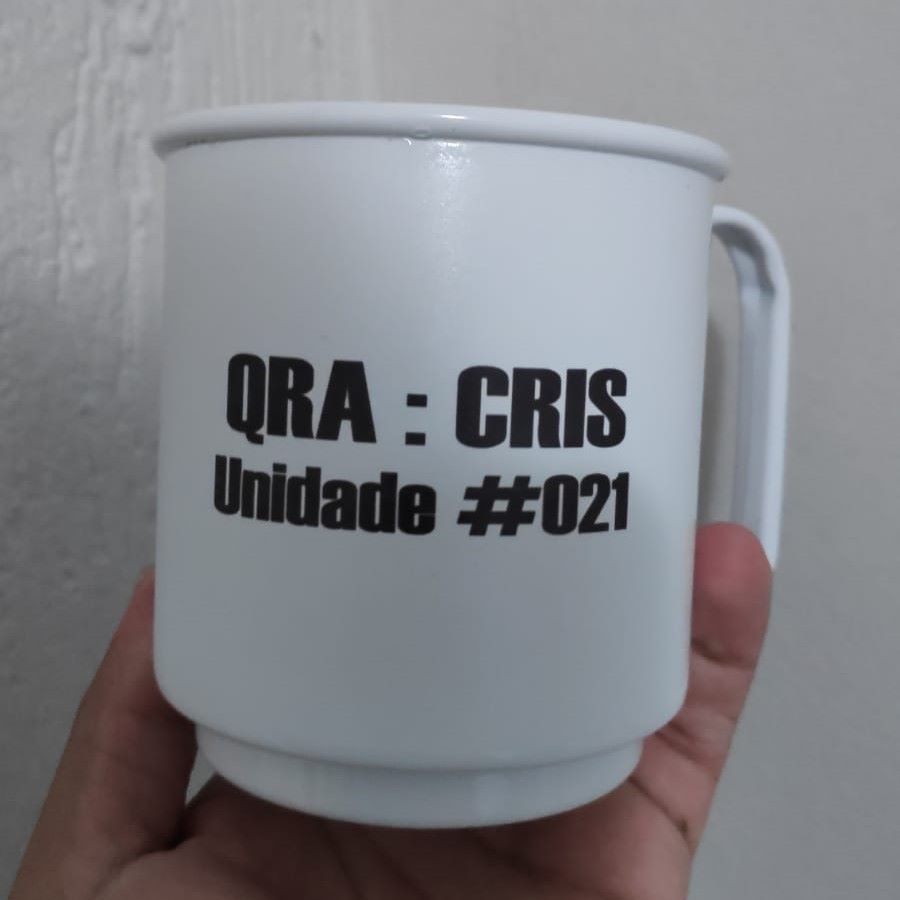 QRA : CRIS
Unidade #021